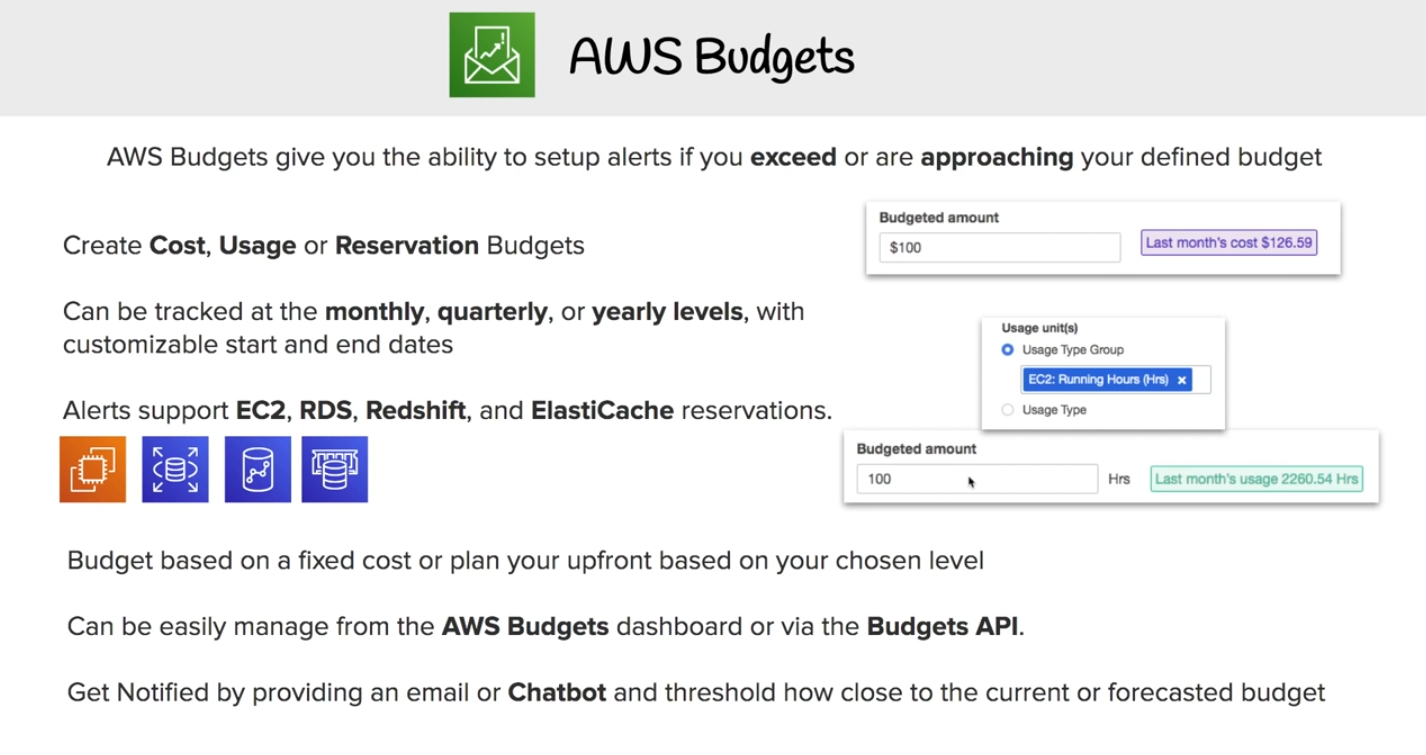 AWS Budgets
AWS Budgets give you the ability to setup alerts if you exceed or are approaching your defined budget
Create Cost, Usage or Reservation Budgets
Can be tracked at the monthly, quarterly, or yearly levels, with
customizable start and end dates
Alerts support EC2, RDS, Redshift, and ElastiCache reservations.
Budgeted amount
$100
Last month's cost $126.59
Usage unit(s)
Usage Type Group
EC2: Running Hours (Hrs) ×
Usage Type
Budgeted amount
100
Hrs
Last month's usage 2260.54 Hrs
Budget based on a fixed cost or plan your upfront based on your chosen level
Can be easily manage from the AWS Budgets dashboard or via the Budgets API.
Get Notified by providing an email or Chatbot and threshold how close to the current or forecasted budget